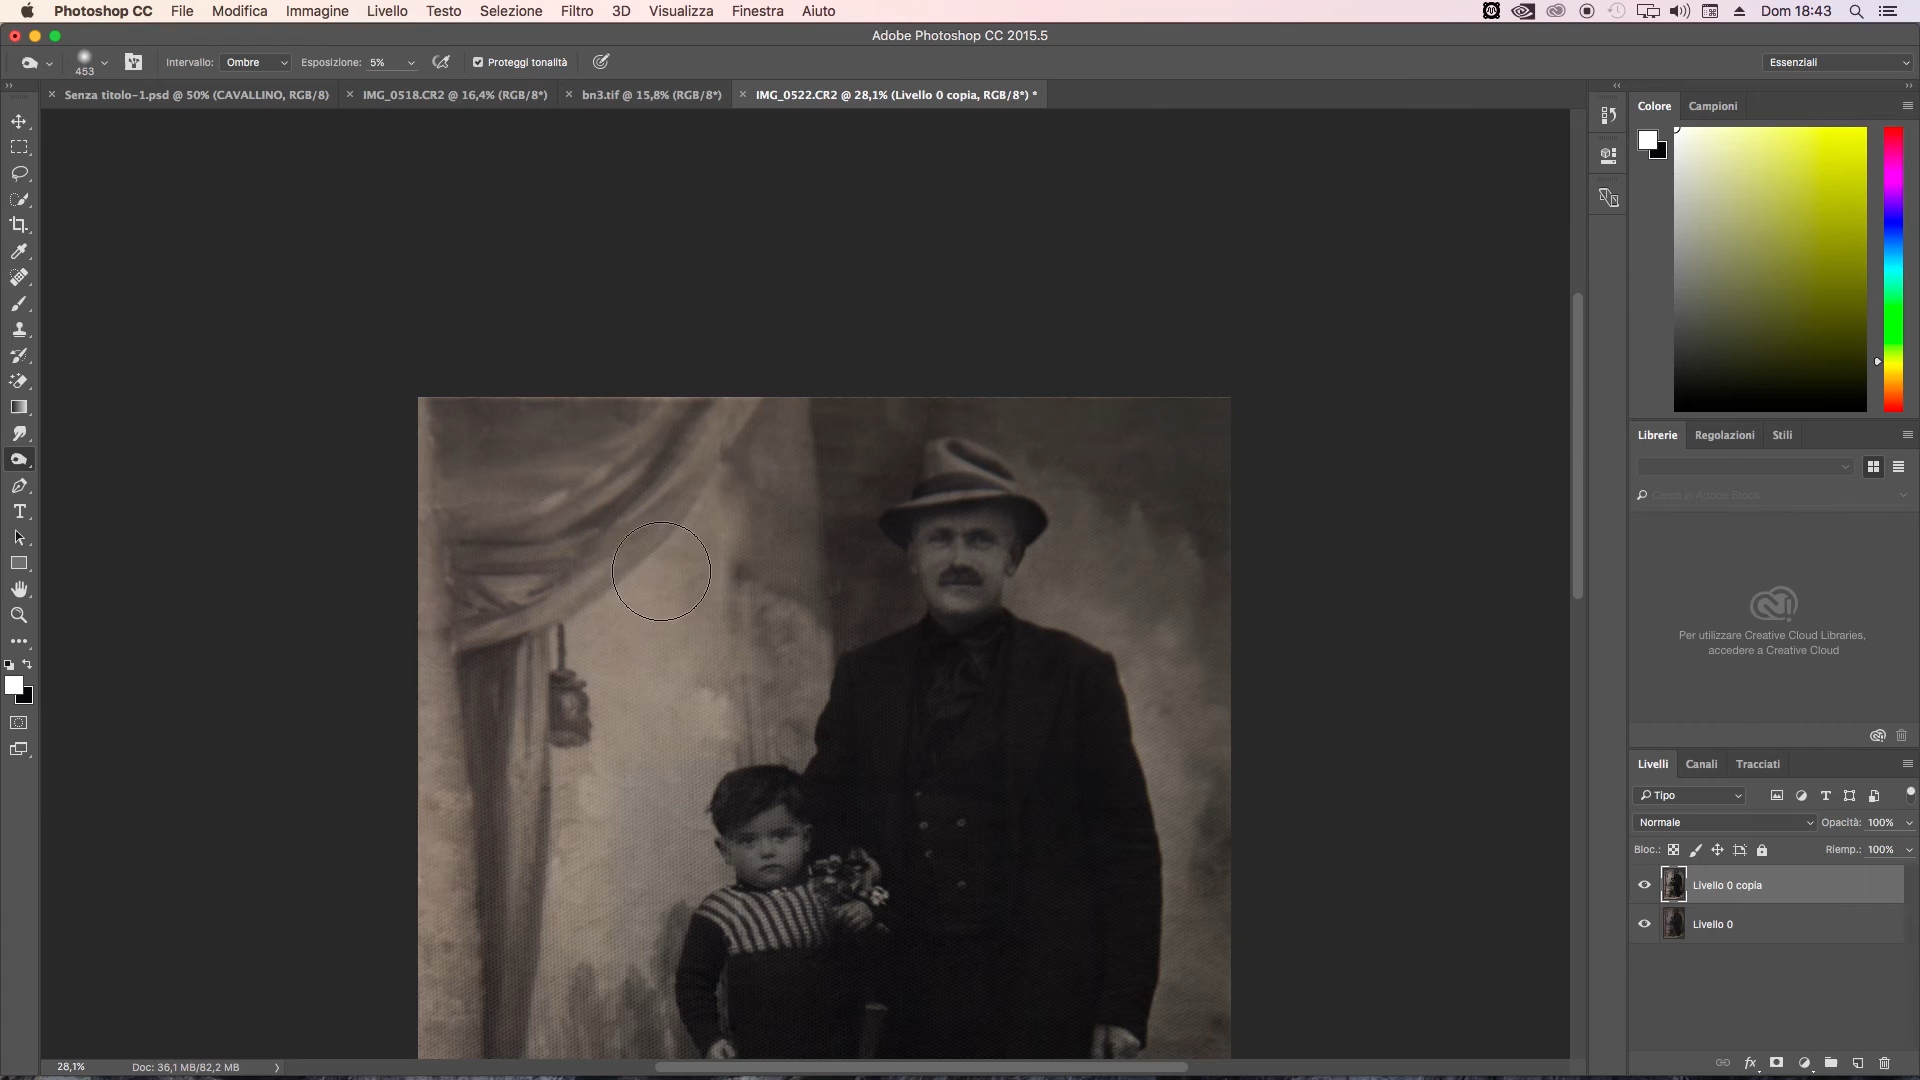 Photoshop CC File Modifica Immagine Livello Testo Selezione Filtro 3D Visualizza Finestra Aiuto Dom 18:43
Adobe Photoshop CC 2015.5
453 Intervallo: Ombre Esposizione: 5% Proteggi tonalità Essenziali
Senza titolo-1.psd @ 50% (CAVALLINO, RGB/8) IMG_0518.CR2 @ 16,4% (RGB/8*) bn3.tif @ 15,8% (RGB/8*) IMG_0522.CR2 @ 28,1% (Livello 0 copia, RGB/8*) *
Colore Campioni
Librerie Regolazioni Stili
Cerca in Adobe Stock
Per utilizzare Creative Cloud Libraries,
accedere a Creative Cloud
Livelli Canali Tracciati
Tipo
Normale Opacità: 100%
Bloc.: Riemp.: 100%
Livello 0 copia
Livello 0
28,1% Doc: 36,1 MB/82,2 MB